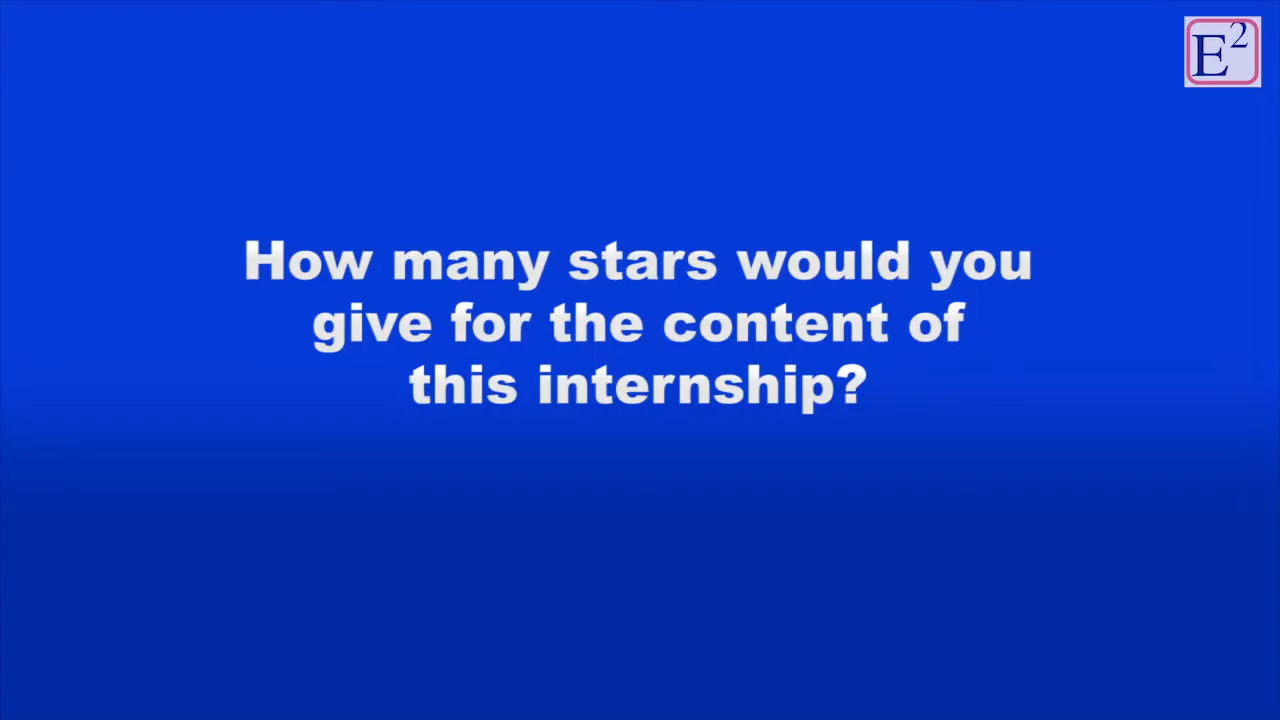 E²
How many stars would you
give for the content of
this internship?